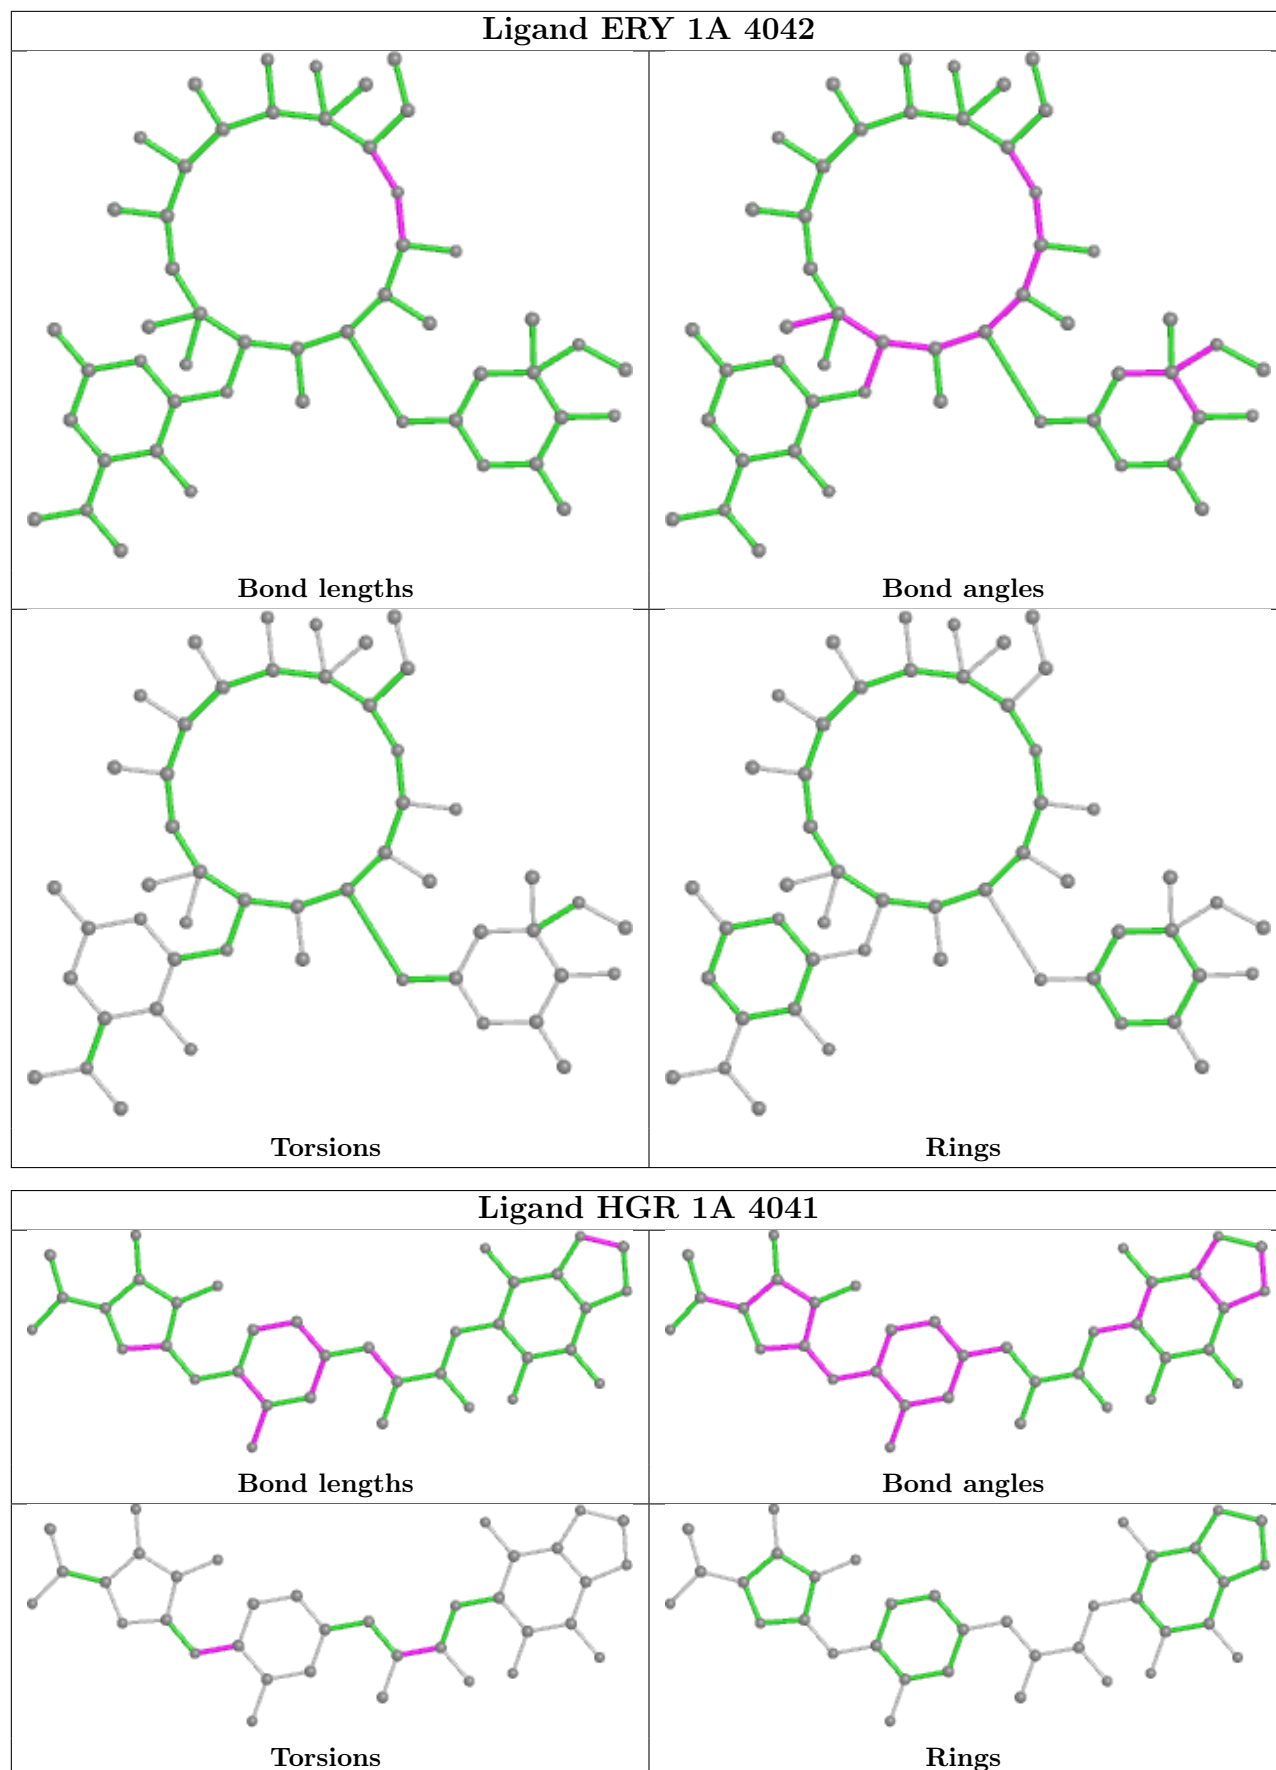 Ligand ERY 1A 4042
Bond lengths
Bond angles
Torsions
Rings
Ligand HGR 1A 4041
Bond lengths
Bond angles
Torsions
Rings